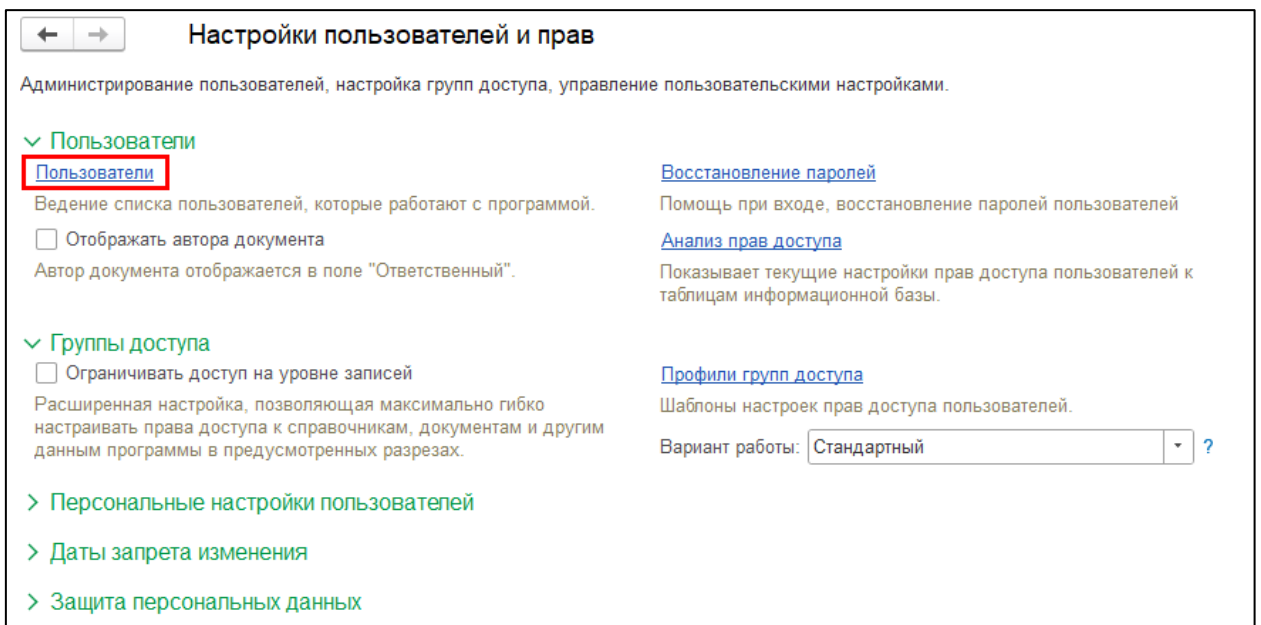 Настройки пользователей и прав
Администрирование пользователей, настройка групп доступа, управление пользовательскими настройками.
Пользователи
Пользователи
Ведение списка пользователей, которые работают с программой.
Отображать автора документа
Автор документа отображается в поле "Ответственный".
Восстановление паролей
Помощь при входе, восстановление паролей пользователей
Анализ прав доступа
Показывает текущие настройки прав доступа пользователей к
таблицам информационной базы.
Группы доступа
Ограничивать доступ на уровне записей
Расширенная настройка, позволяющая максимально гибко
настраивать права доступа к справочникам, документам и другим
данным программы в предусмотренных разрезах.
Профили групп доступа
Шаблоны настроек прав доступа пользователей.
Вариант работы: Стандартный ?
Персональные настройки пользователей
Даты запрета изменения
Защита персональных данных